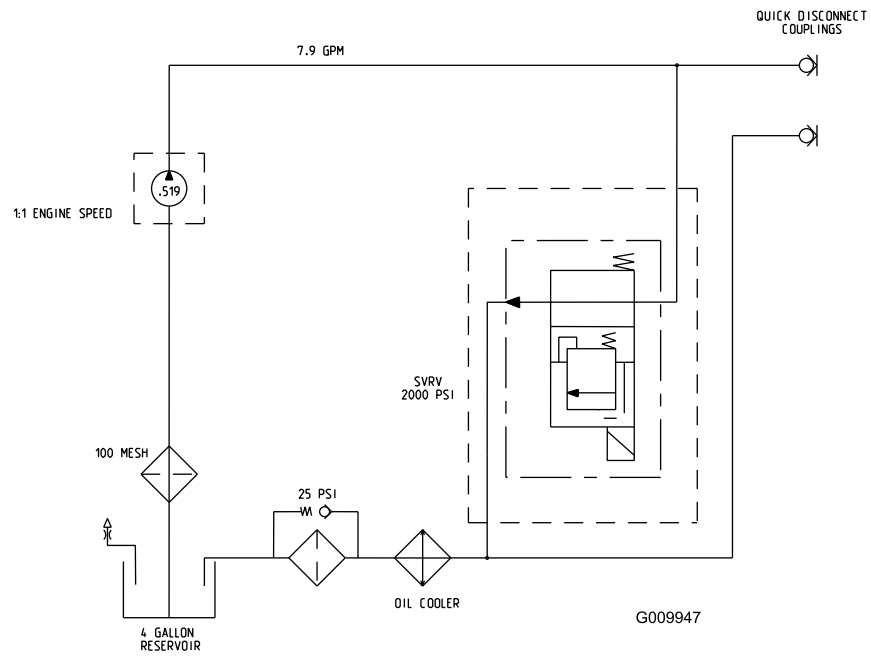 QUICK DISCONNECT
COUPLINGS
7.9 GPM
.519
1:1 ENGINE SPEED
SVRV
2000 PSI
100 MESH
25 PSI
OIL COOLER
G009947
4 GALLON
RESERVOIR